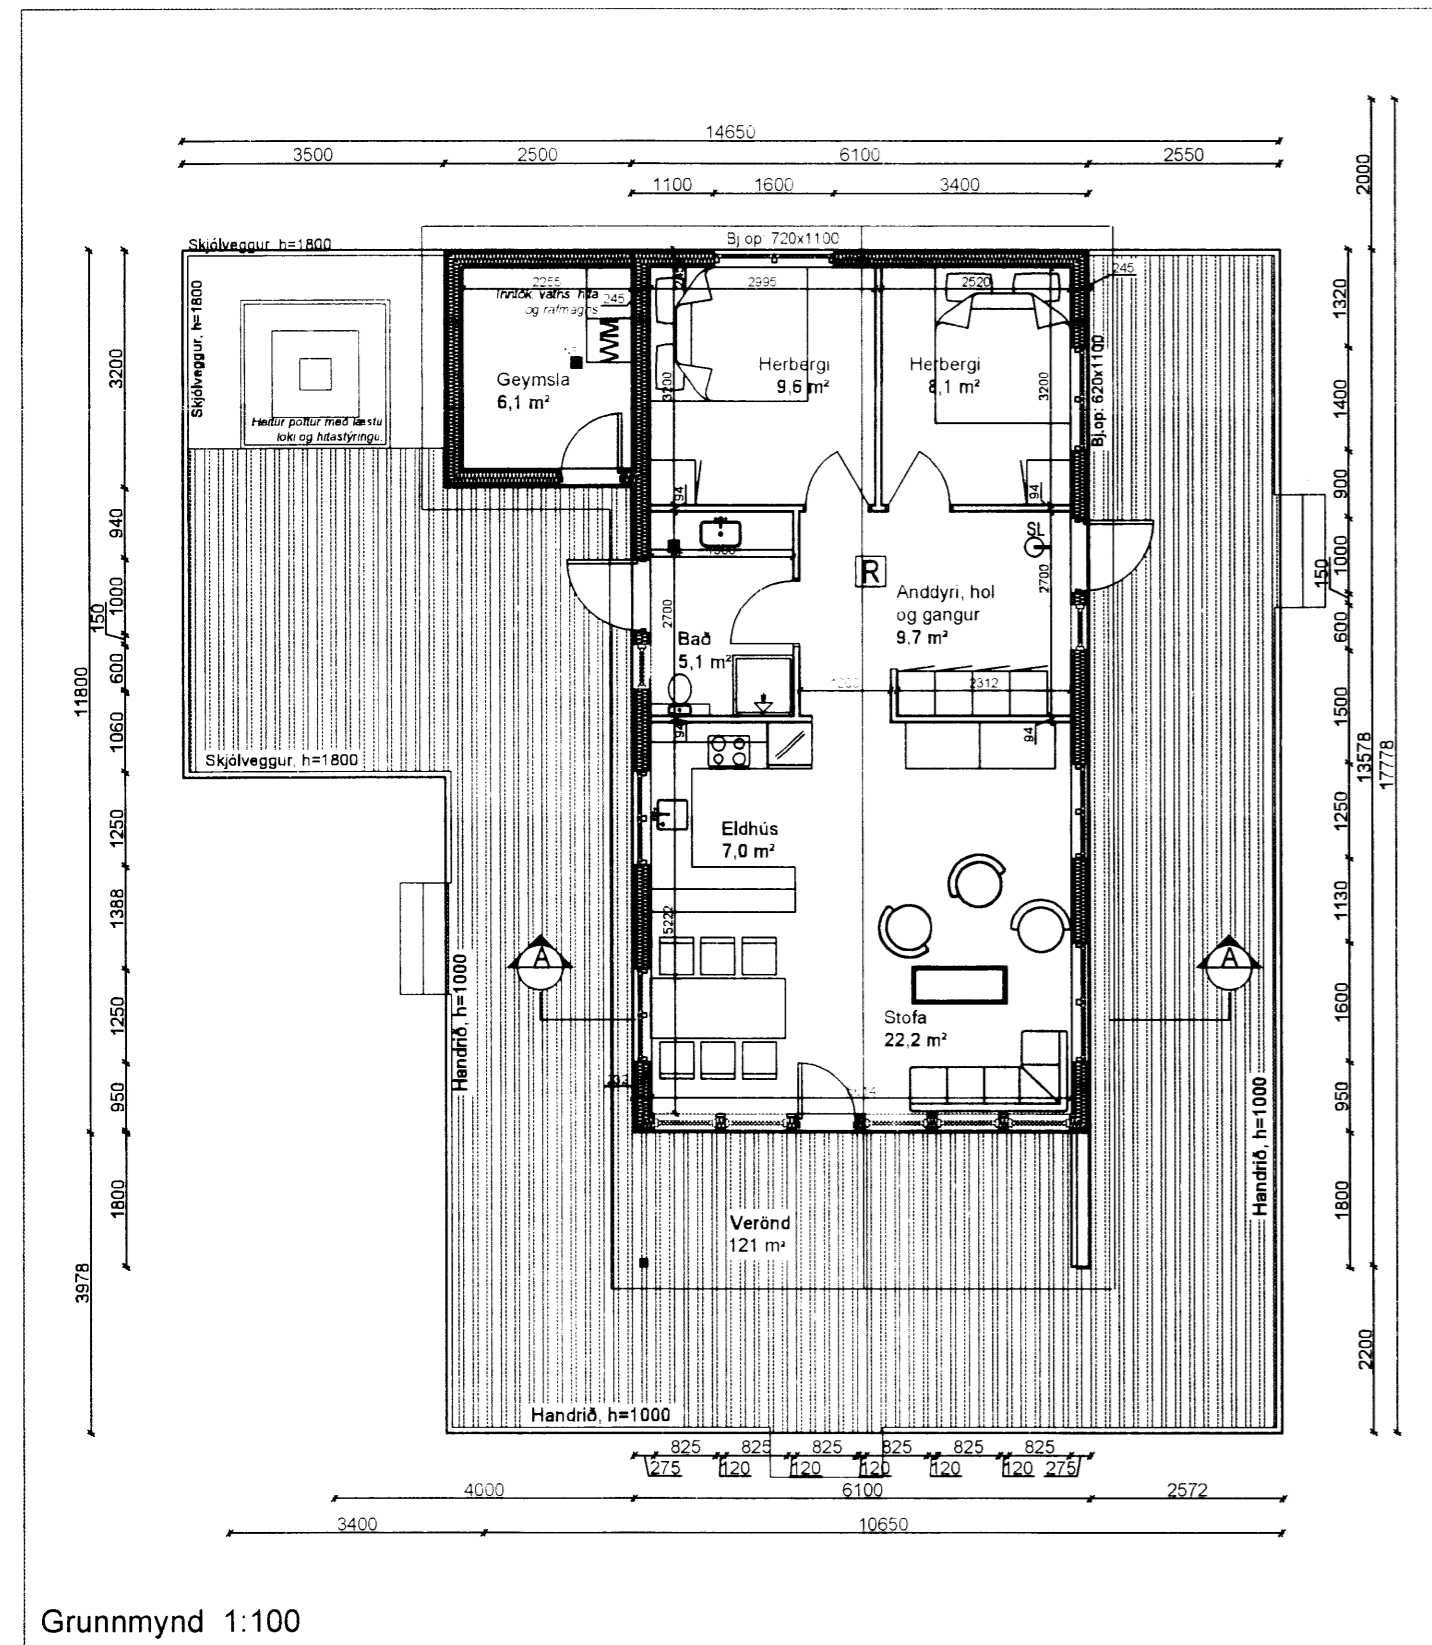 14650
3500 2500 6100 2550
1100 1600 3400
2000
Skjólveggur h=1800
Bj.op 720x1100
245
2255
2995
2520
245
Inntök vatns hita
og rafmagns
245
WM
Skjólveggur, h=1800
Herbergi
9,6 m²
Herbergi
8,1 m²
Bj.op: 620x1100
3200
3200
Geymsla
6,1 m²
Heitur pottur með læstu
loki og hitastýringu.
94
94
SL
R
2700
2700
Anddyri, hol
og gangur
9,7 m²
Bað
5,1 m²
1200
2312
94
94
Skjólveggur, h=1800
Eldhús
7,0 m²
5222
A
A
Handrið, h=1000
Stofa
22,2 m²
Handrið, h=1000
Verönd
121 m²
Handrið, h=1000
3200
940
1000
150
600
1060
1250
1388
1250
950
1800
11800
3978
1320
1400
900
1000
150
600
1500
1250
1130
1600
950
1800
13578
2200
17778
825 825 825 825 825 825
275 120 120 120 120 120 275
4000 6100 2572
3400 10650
Grunnmynd 1:100